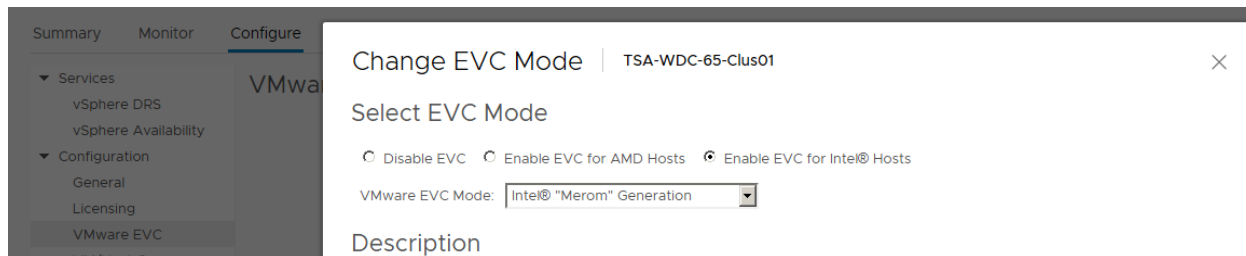 Summary Monitor Configure
Services
vSphere DRS
vSphere Availability
Configuration
General
Licensing
VMware EVC
Change EVC Mode TSA-WDC-65-Clus01
Select EVC Mode
Disable EVC Enable EVC for AMD Hosts Enable EVC for Intel® Hosts
VMware EVC Mode: Intel® "Merom" Generation
Description